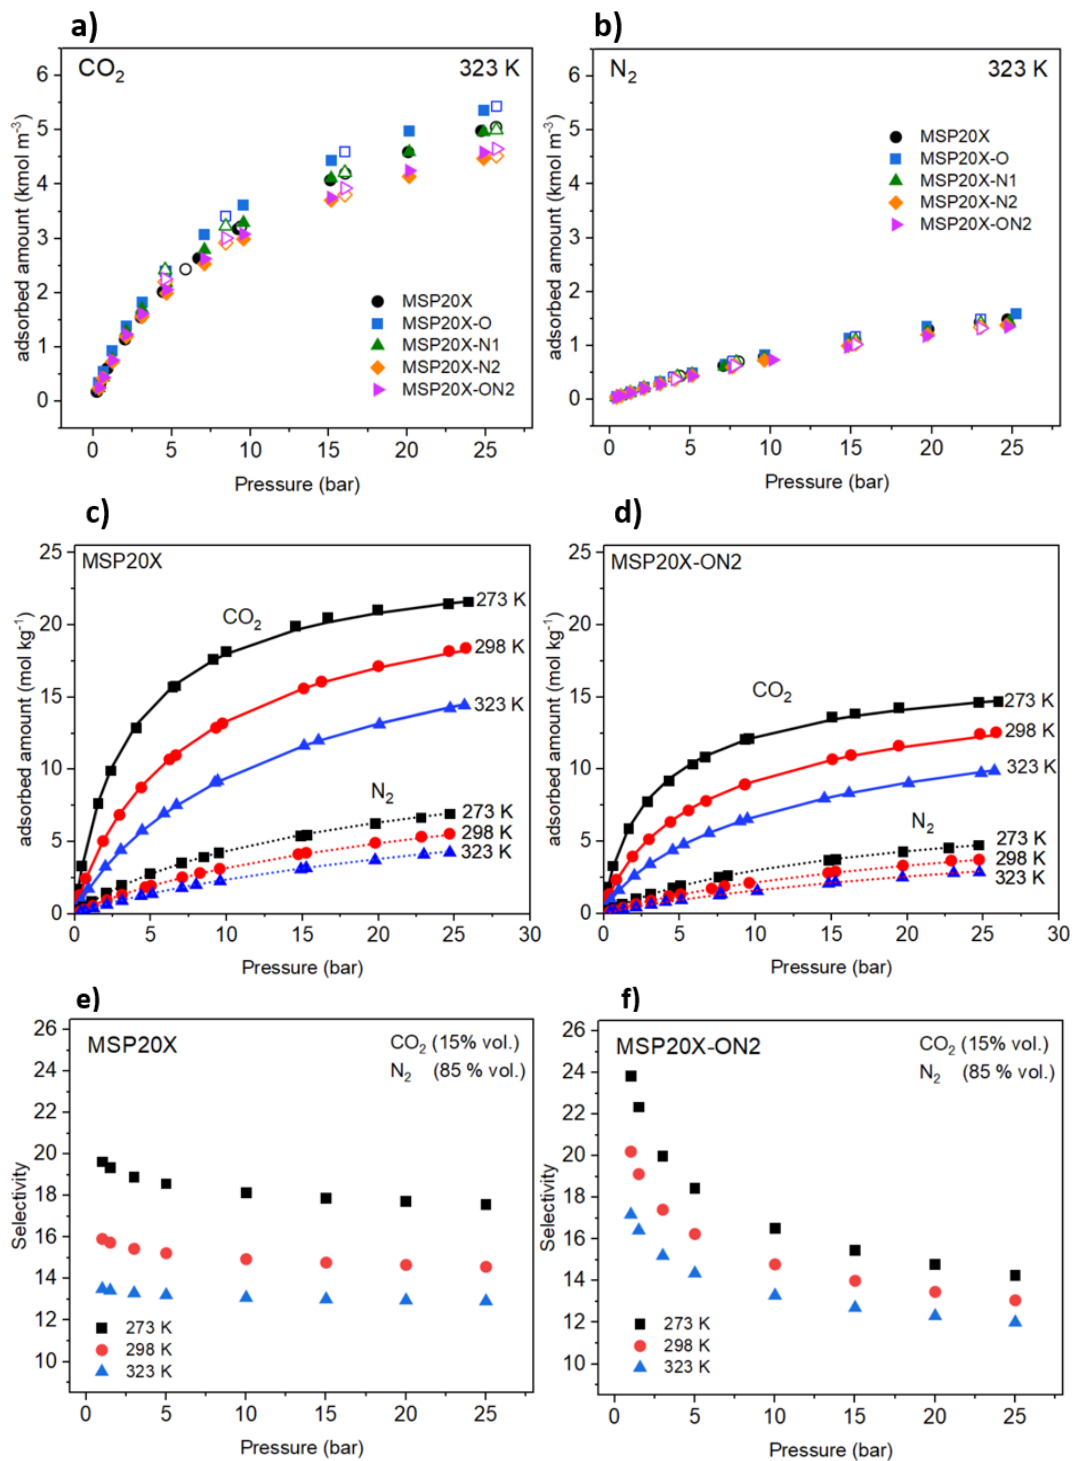 a)
CO2
323 K
6
5
4
3
2
1
0
adsorbed amount (kmol m-3)
MSP20X
MSP20X-O
MSP20X-N1
MSP20X-N2
MSP20X-ON2
0 5 10 15 20 25
Pressure (bar)
b)
N2
323 K
6
5
4
3
2
1
0
adsorbed amount (kmol m-3)
MSP20X
MSP20X-O
MSP20X-N1
MSP20X-N2
MSP20X-ON2
0 5 10 15 20 25
Pressure (bar)
c)
MSP20X
25
20
15
10
5
0
adsorbed amount (mol kg-1)
CO2
273 K
298 K
323 K
N2
273 K
298 K
323 K
0 5 10 15 20 25 30
Pressure (bar)
d)
MSP20X-ON2
25
20
15
10
5
0
adsorbed amount (mol kg-1)
CO2
273 K
298 K
323 K
N2
273 K
298 K
323 K
0 5 10 15 20 25 30
Pressure (bar)
e)
MSP20X
CO2 (15% vol.)
N2 (85 % vol.)
26
24
22
20
18
16
14
12
10
Selectivity
273 K
298 K
323 K
0 5 10 15 20 25
Pressure (bar)
f)
MSP20X-ON2
CO2 (15% vol.)
N2 (85 % vol.)
26
24
22
20
18
16
14
12
10
Selectivity
273 K
298 K
323 K
0 5 10 15 20 25
Pressure (bar)